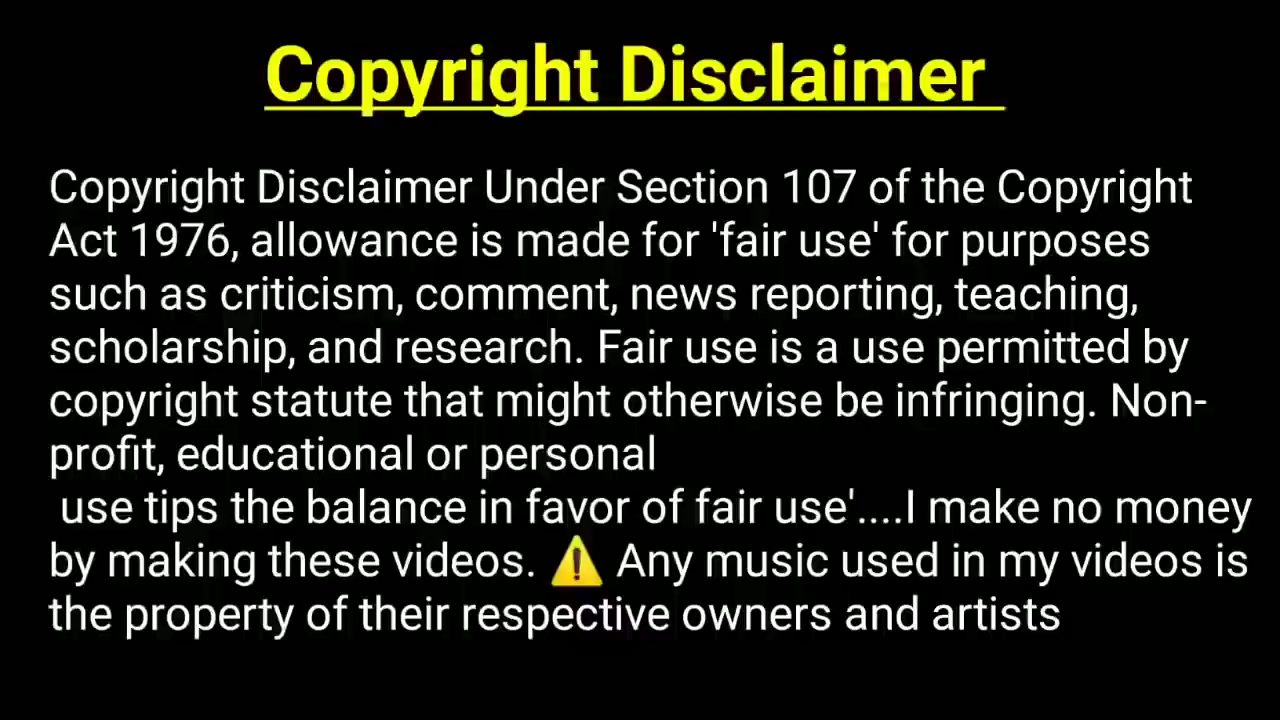 Copyright Disclaimer
Copyright Disclaimer Under Section 107 of the Copyright
Act 1976, allowance is made for 'fair use' for purposes
such as criticism, comment, news reporting, teaching,
scholarship, and research. Fair use is a use permitted by
copyright statute that might otherwise be infringing. Non-
profit, educational or personal
use tips the balance in favor of fair use'....I make no money
by making these videos. ⚠️ Any music used in my videos is
the property of their respective owners and artists